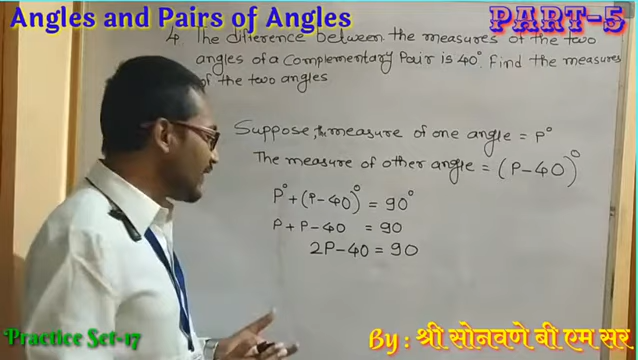 Angles and Pairs of Angles
PART-5
4. The difference between the measures of the two
angles of a Complementary Pair is 40°. Find the measures
of the two angles
Suppose, the measure of one angle = P°
The measure of other angle = (P-40)°
P° + (P-40)° = 90°
P + P - 40 = 90
2P - 40 = 90
Practice Set-17
By : श्री सोनवणे बी एम सर